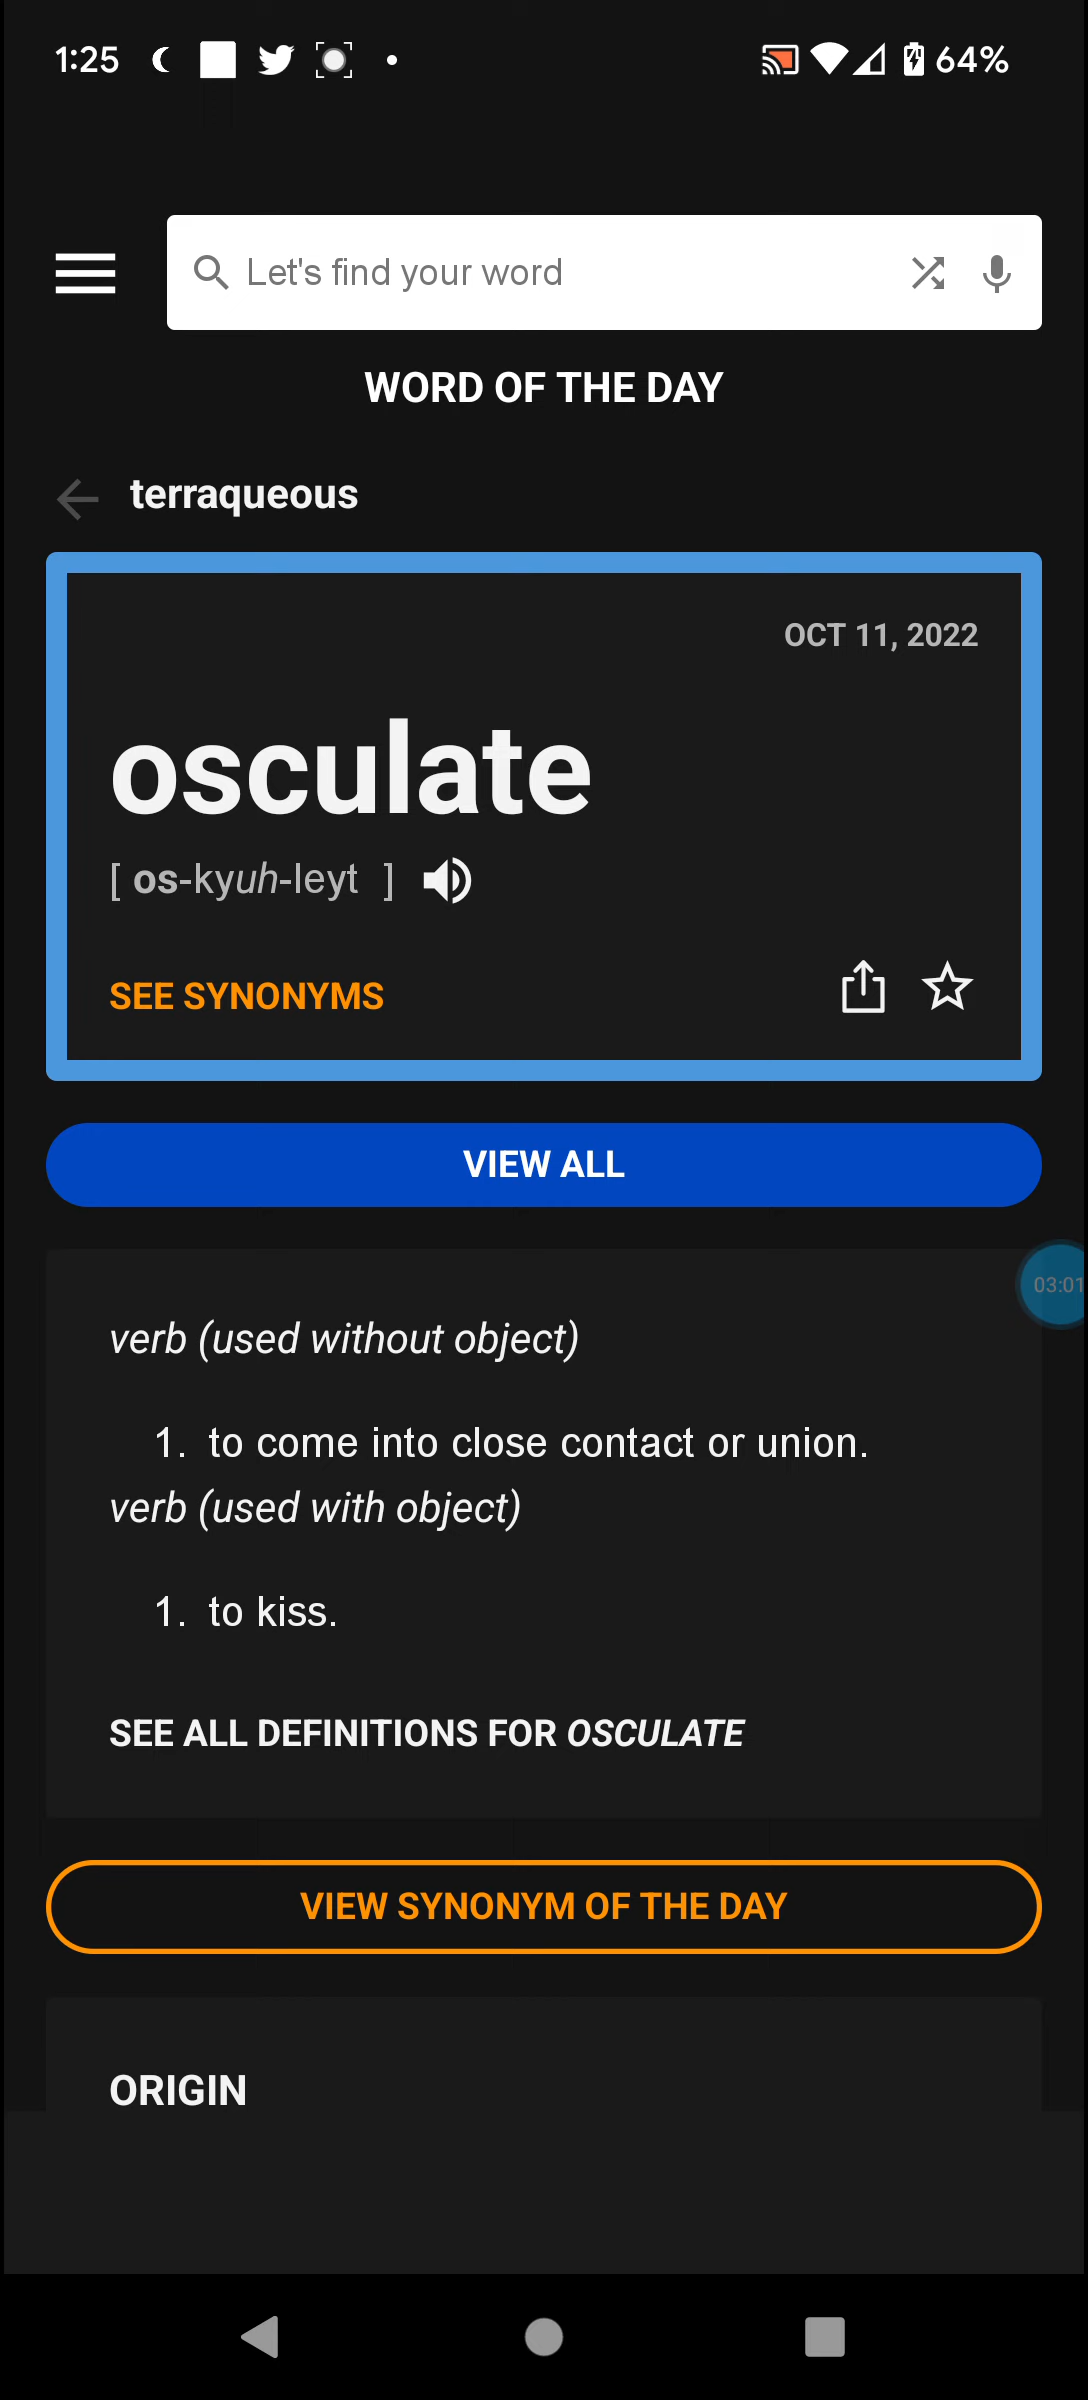 1:25
64%
Let's find your word
WORD OF THE DAY
terraqueous
OCT 11, 2022
osculate
[ os-kyuh-leyt ]
SEE SYNONYMS
VIEW ALL
03:01
verb (used without object)
1. to come into close contact or union.
verb (used with object)
1. to kiss.
SEE ALL DEFINITIONS FOR OSCULATE
VIEW SYNONYM OF THE DAY
ORIGIN